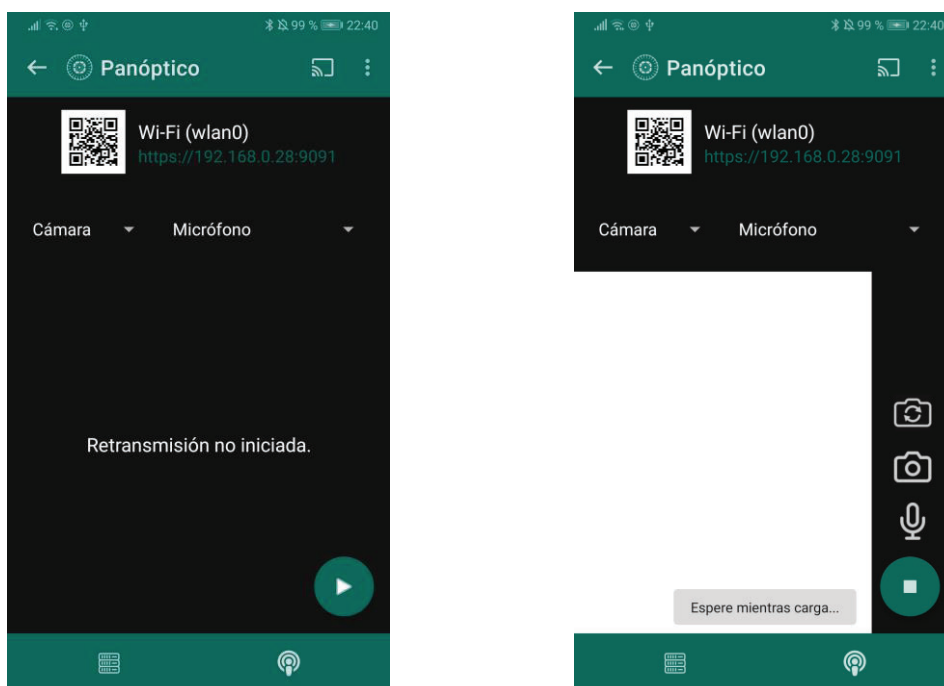 99 % 22:40
Panóptico
Wi-Fi (wlan0)
https://192.168.0.28:9091
Cámara Micrófono
Retransmisión no iniciada.
99 % 22:40
Panóptico
Wi-Fi (wlan0)
https://192.168.0.28:9091
Cámara Micrófono
Espere mientras carga...